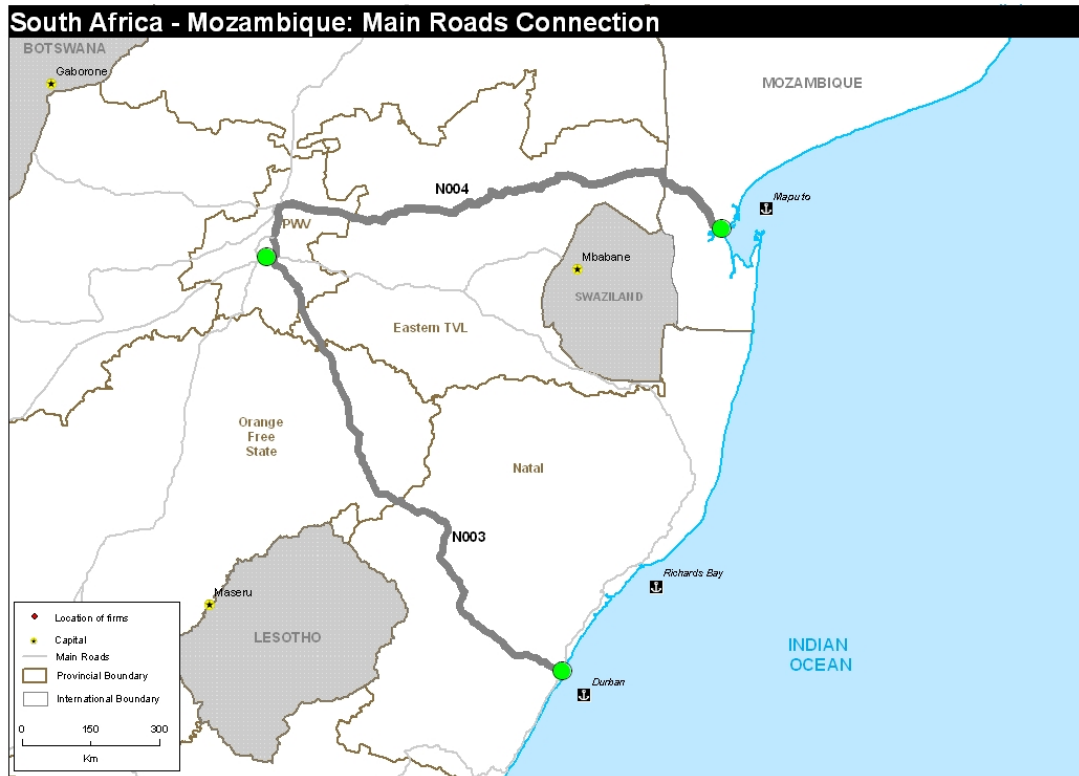 South Africa - Mozambique: Main Roads Connection
BOTSWANA
Gaborone
MOZAMBIQUE
N004
Maputo
PWV
Mbabane
SWAZILAND
Eastern TVL
Orange
Free
State
Natal
N003
Richards Bay
Maseru
LESOTHO
INDIAN
OCEAN
Durban
Location of firms
Capital
Main Roads
Provincial Boundary
International Boundary
0 150 300
Km